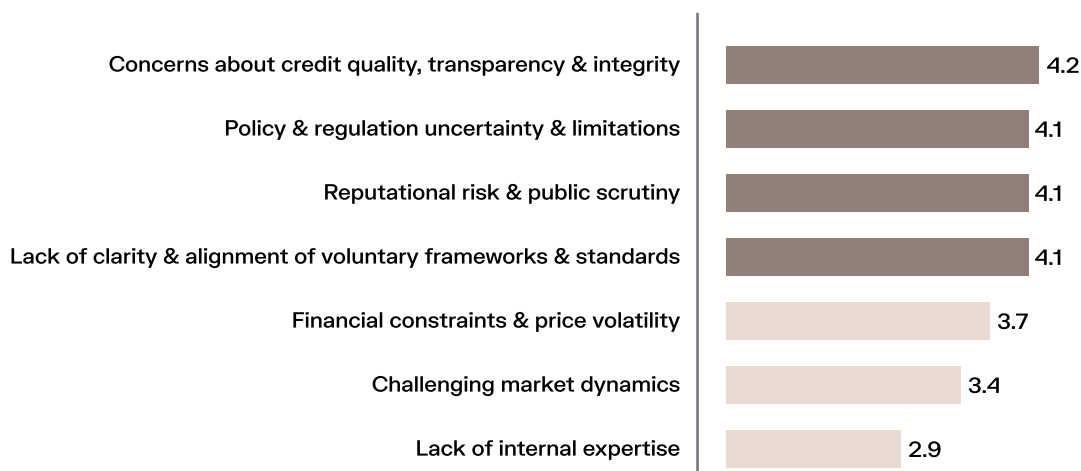 Concerns about credit quality, transparency & integrity 4.2
Policy & regulation uncertainty & limitations 4.1
Reputational risk & public scrutiny 4.1
Lack of clarity & alignment of voluntary frameworks & standards 4.1
Financial constraints & price volatility 3.7
Challenging market dynamics 3.4
Lack of internal expertise 2.9